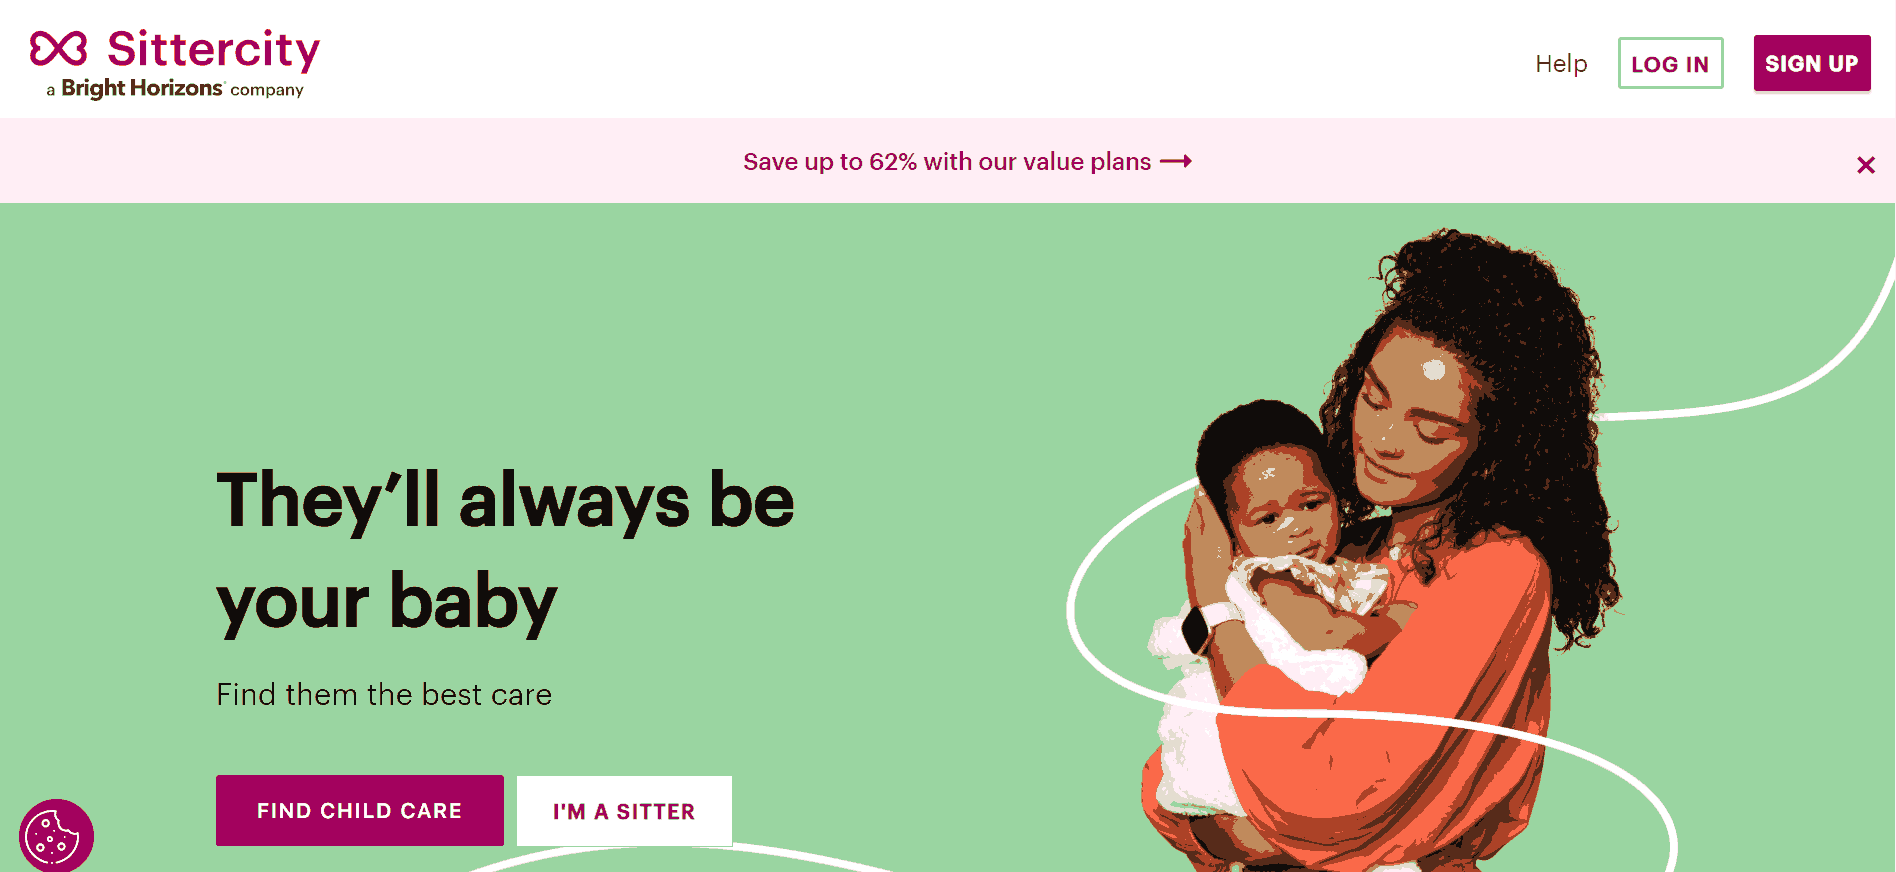 Sittercity
a Bright Horizons company
Help
LOG IN
SIGN UP
Save up to 62% with our value plans
They’ll always be
your baby
Find them the best care
FIND CHILD CARE
I'M A SITTER